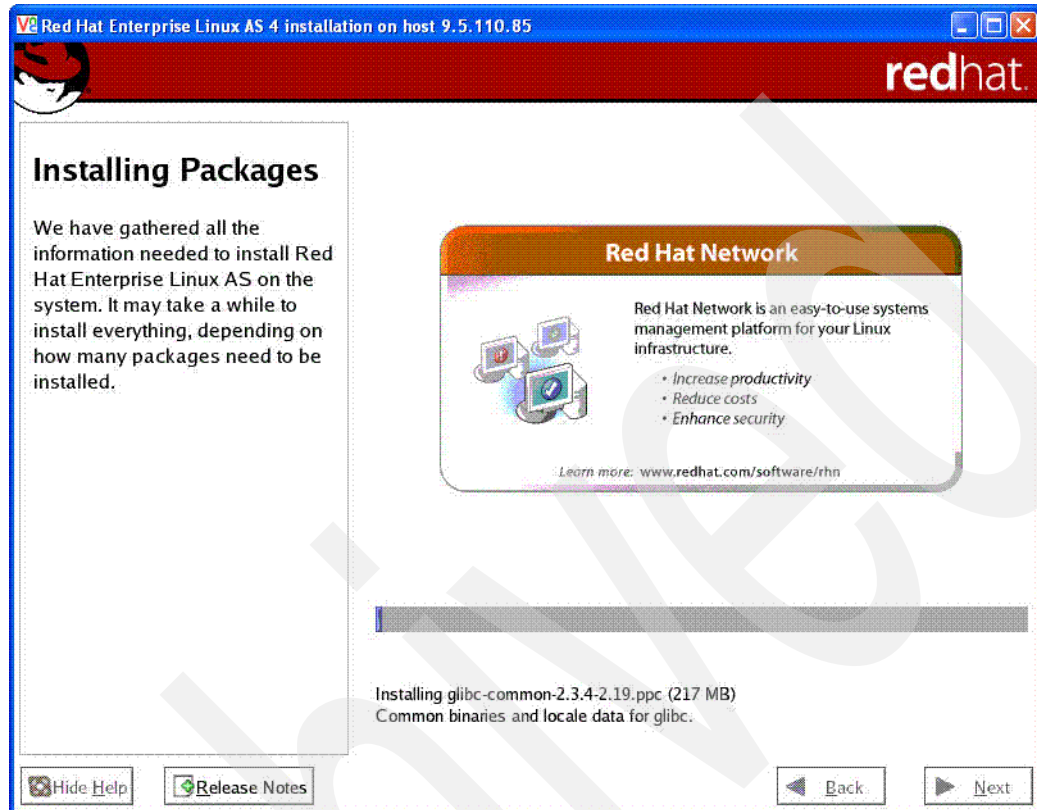 Red Hat Enterprise Linux AS 4 installation on host 9.5.110.85
redhat.
Installing Packages
We have gathered all the
information needed to install Red
Hat Enterprise Linux AS on the
system. It may take a while to
install everything, depending on
how many packages need to be
installed.
Red Hat Network
Red Hat Network is an easy-to-use systems
management platform for your Linux
infrastructure.
• Increase productivity
• Reduce costs
• Enhance security
Learn more: www.redhat.com/software/rhn
Installing glibc-common-2.3.4-2.19.ppc (217 MB)
Common binaries and locale data for glibc.
Hide Help
Release Notes
Back
Next
hived